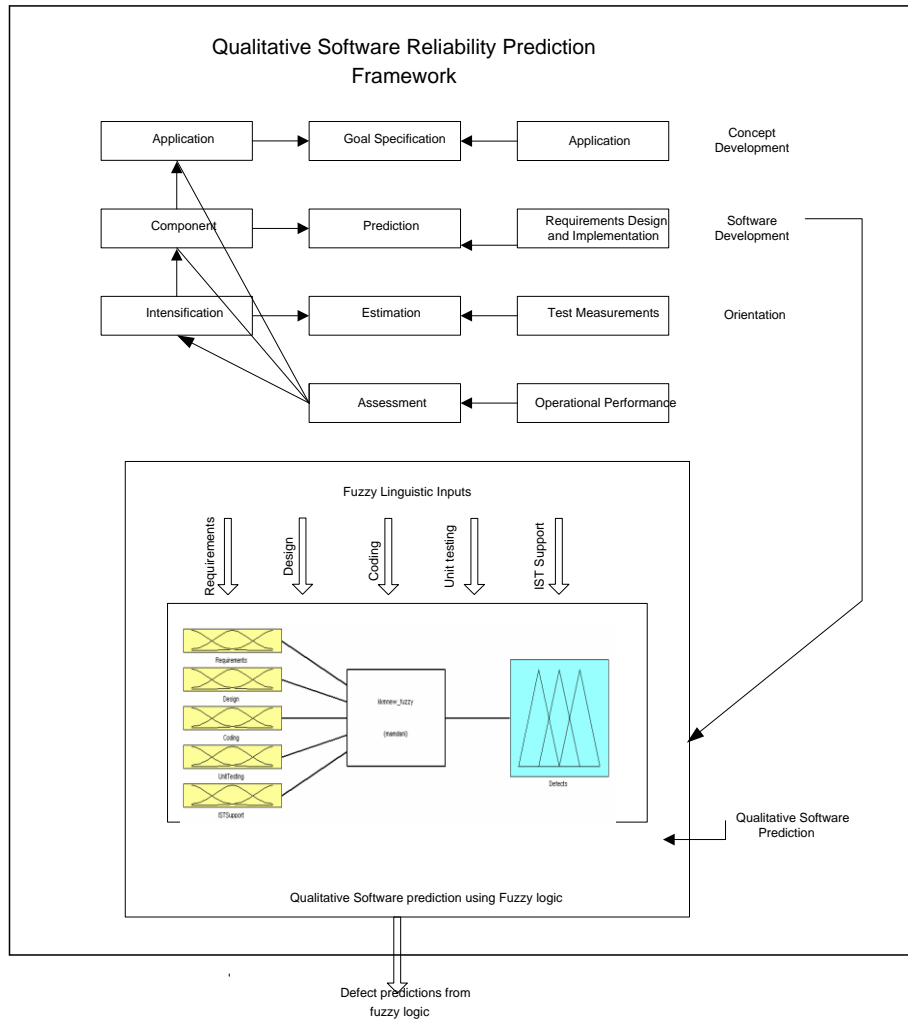 Qualitative Software Reliability Prediction
Framework
Application
Goal Specification
Application
Concept
Development
Component
Prediction
Requirements Design
and Implementation
Software
Development
Intensification
Estimation
Test Measurements
Orientation
Assessment
Operational Performance
Fuzzy Linguistic Inputs
Requirements
Design
Coding
Unit testing
IST Support
Requirements
Design
Coding
UnitTesting
ISTSupport
(mamdani)
Defects
Qualitative Software
Prediction
Qualitative Software prediction using Fuzzy logic
Defect predictions from
fuzzy logic